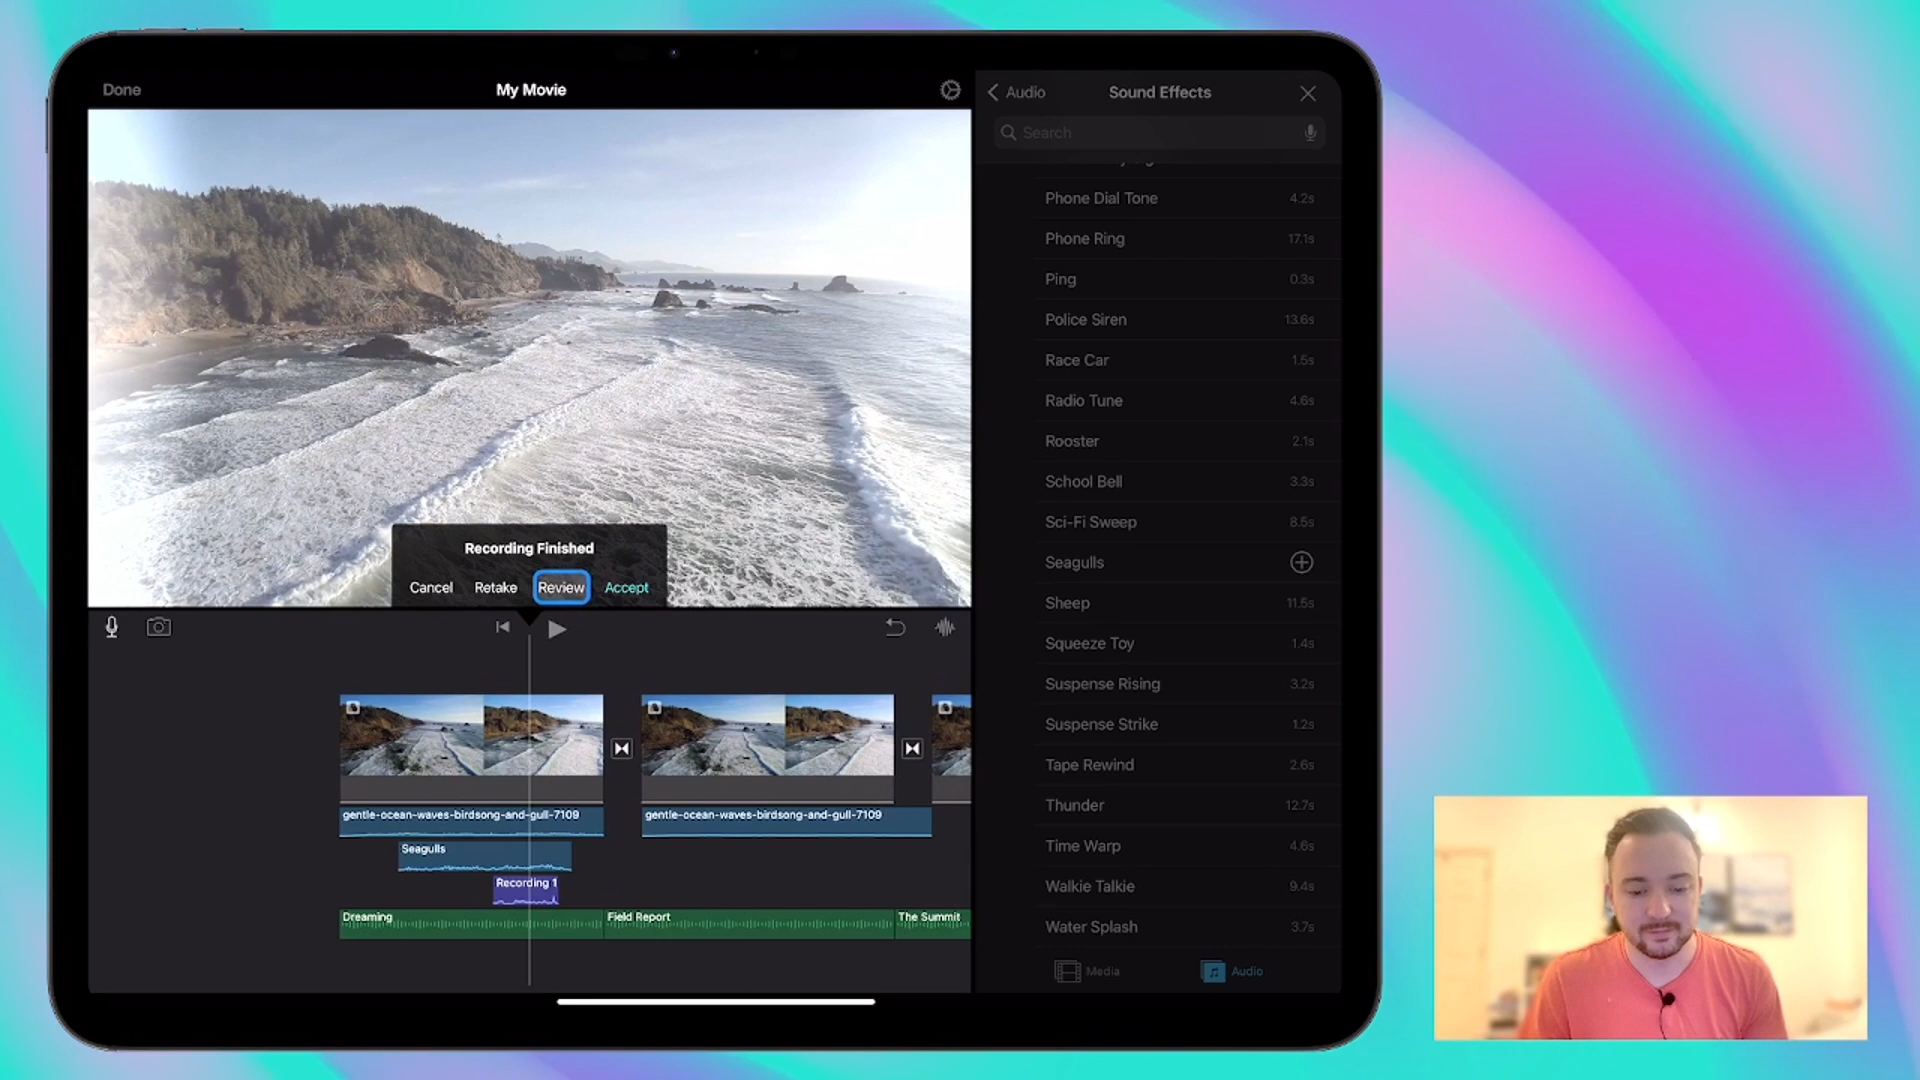 Done
My Movie
Audio
Sound Effects
Search
Phone Dial Tone 4.2s
Phone Ring 17.1s
Ping 0.3s
Police Siren 13.6s
Race Car 1.5s
Radio Tune 4.6s
Rooster 2.1s
School Bell 3.3s
Sci-Fi Sweep 8.5s
Seagulls
Sheep 11.5s
Squeeze Toy 1.4s
Suspense Rising 3.2s
Suspense Strike 1.2s
Tape Rewind 2.6s
Thunder 12.7s
Time Warp 4.6s
Walkie Talkie 9.4s
Water Splash 3.7s
Media Audio
Recording Finished
Cancel Retake Review Accept
gentle-ocean-waves-birdsong-and-gull-7109
gentle-ocean-waves-birdsong-and-gull-7109
Seagulls
Recording 1
Dreaming Field Report The Summit